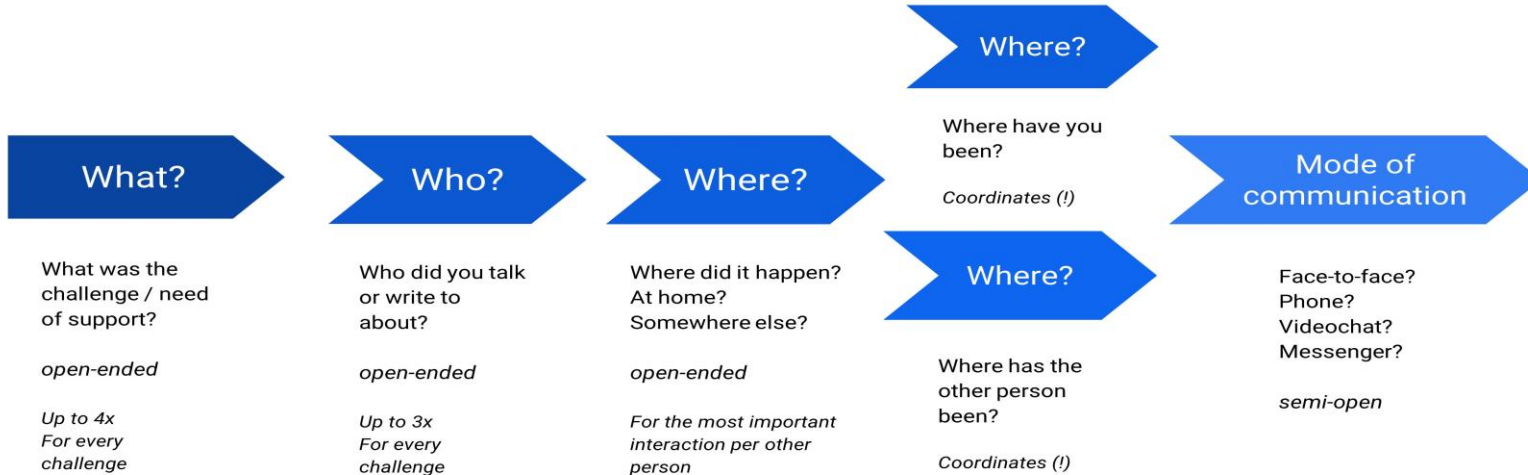 What?
What was the
challenge / need
of support?
open-ended
Up to 4x
For every
challenge
Who?
Who did you talk
or write to
about?
open-ended
Up to 3x
For every
challenge
Where?
Where did it happen?
At home?
Somewhere else?
open-ended
For the most important
interaction per other
person
Where?
Where have you
been?
Coordinates (!)
Where?
Where has the
other person
been?
Coordinates (!)
Mode of
communication
Face-to-face?
Phone?
Videochat?
Messenger?
semi-open